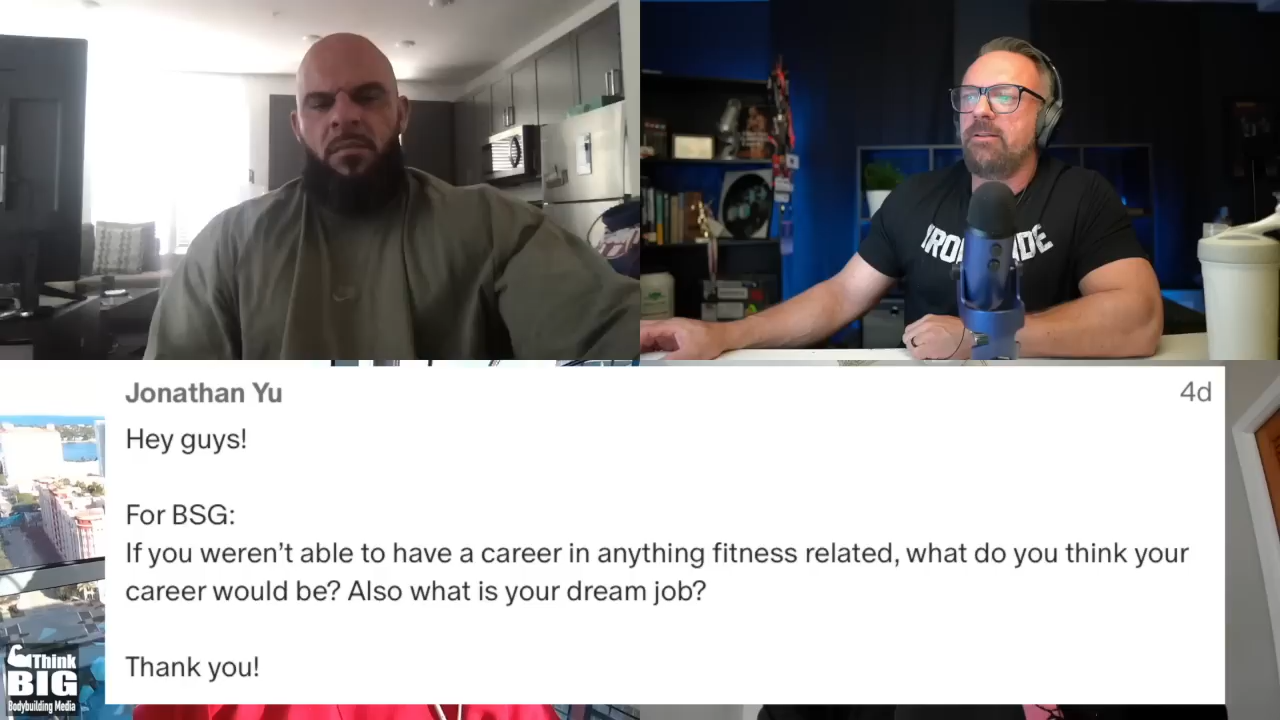 Jonathan Yu
4d
Hey guys!
For BSG:
If you weren't able to have a career in anything fitness related, what do you think your
career would be? Also what is your dream job?
Thank you!
Think
BIG
Bodybuilding Media